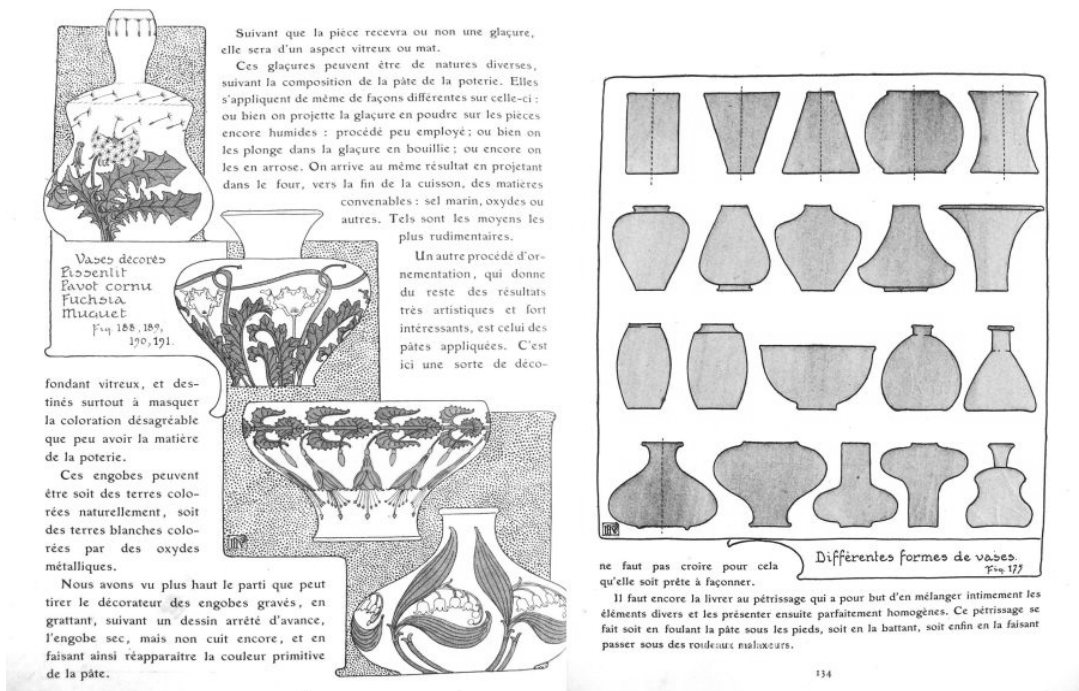 Suivant que la pièce recevra ou non une glaçure,
elle sera d'un aspect vitreux ou mat.
Ces glaçures peuvent être de natures diverses,
suivant la composition de la pâte de la poterie. Elles
s'appliquent de même de façons différentes sur celle-ci :
ou bien on projette la glaçure en poudre sur les pièces
encore humides : procédé peu employé ; ou bien on
les plonge dans la glaçure en bouillie ; ou encore on
les en arrose. On arrive au même résultat en projetant
dans le four, vers la fin de la cuisson, des matières
convenables : sel marin, oxydes ou
autres. Tels sont les moyens les
plus rudimentaires.
Un autre procédé d'or-
nementation, qui donne
du reste des résultats
très artistiques et fort
intéressants, est celui des
pâtes appliquées. C'est
ici une sorte de déco-
Vases décorés
Pissenlit
Pavot cornu
Fuchsia
Muguet
Fig. 188, 189,
190, 191.
fondant vitreux, et des-
tinés surtout à masquer
la coloration désagréable
que peu avoir la matière
de la poterie.
Ces engobes peuvent
être soit des terres colo-
rées naturellement, soit
des terres blanches colo-
rées par des oxydes
métalliques.
Nous avons vu plus haut le parti que peut
tirer le décorateur des engobes gravés, en
grattant, suivant un dessin arrêté d'avance,
l'engobe sec, mais non cuit encore, et en
faisant ainsi réapparaitre la couleur primitive
de la pâte.
Différentes formes de vases.
Fig. 177
ne faut pas croire pour cela
qu'elle soit prête à façonner.
Il faut encore la livrer au pétrissage qui a pour but d'en mélanger intimement les
éléments divers et les présenter ensuite parfaitement homogènes. Ce pétrissage se
fait soit en foulant la pâte sous les pieds, soit en la battant, soit enfin en la faisant
passer sous des rouleaux malaxeurs.
134